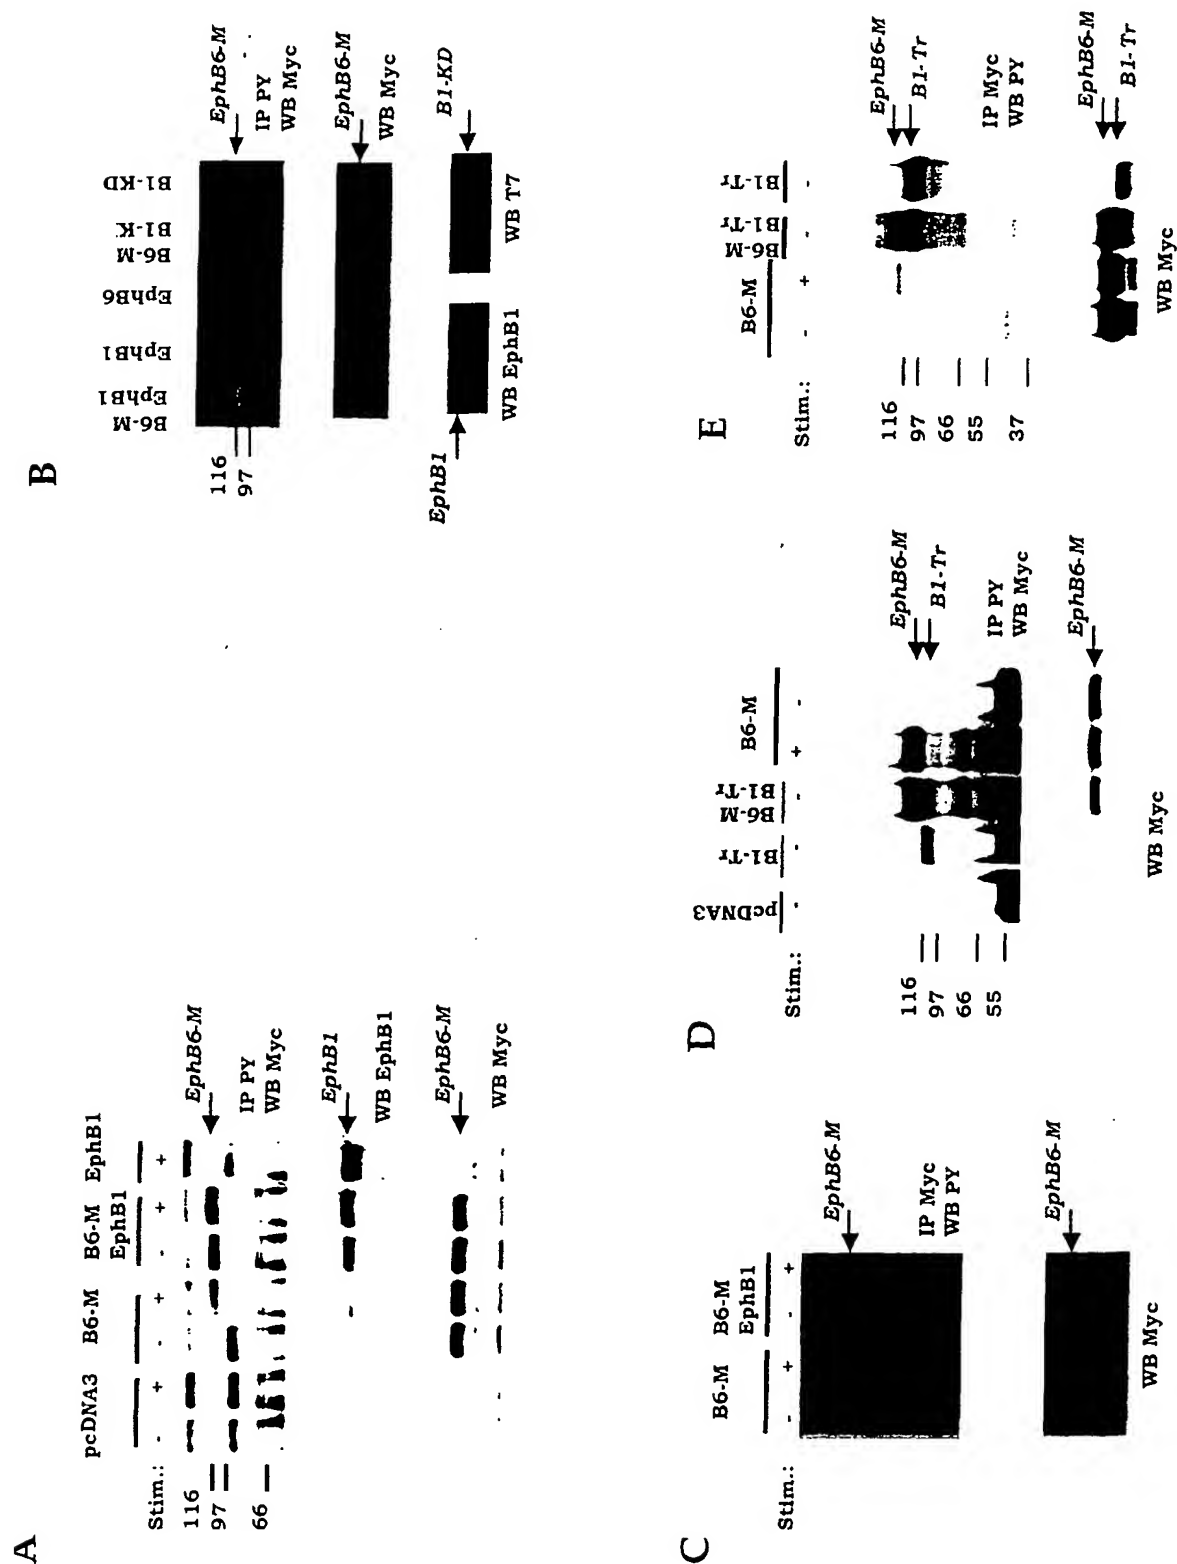 A
pcDNA3 B6-M B6-M EphB1
EphB1
Stim.: - + - + - + +
116
97
66
EphB6-M
IP PY
WB Myc
EphB1
WB EphB1
EphB6-M
WB Myc
B
B6-M EphB1
EphB1
EphB6
B6-M B1-K
B1-KD
116
97
EphB6-M
IP PY
WB Myc
EphB6-M
WB Myc
EphB1
B1-KD
WB EphB1 WB T7
C
B6-M B6-M
EphB1
Stim.: - + - +
EphB6-M
IP Myc
WB PY
EphB6-M
WB Myc
D
pcDNA3 B1-Tr B6-M B1-Tr B6-M
Stim.: - - - + -
116
97
66
55
EphB6-M
B1-Tr
IP PY
WB Myc
EphB6-M
WB Myc
E
B6-M B6-M B1-Tr B1-Tr
Stim.: - + - -
116
97
66
55
37
EphB6-M
B1-Tr
IP Myc
WB PY
EphB6-M
B1-Tr
WB Myc